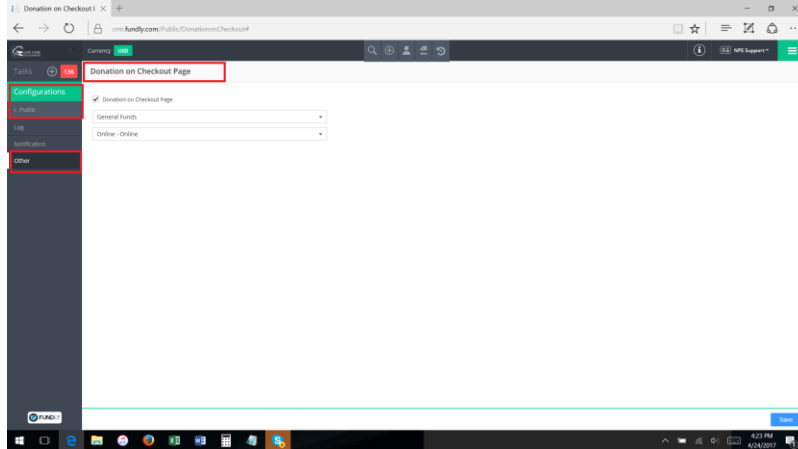 Donation on Checkout
crm.fundly.com/Public/DonationonCheckout#
Currency USD
NPS Support
Tasks 136
Donation on Checkout Page
Configurations
Donation on Checkout Page
< Public
General Funds
Log
Online - Online
Notification
Other
FUNDLY
Save
4:23 PM
4/24/2017